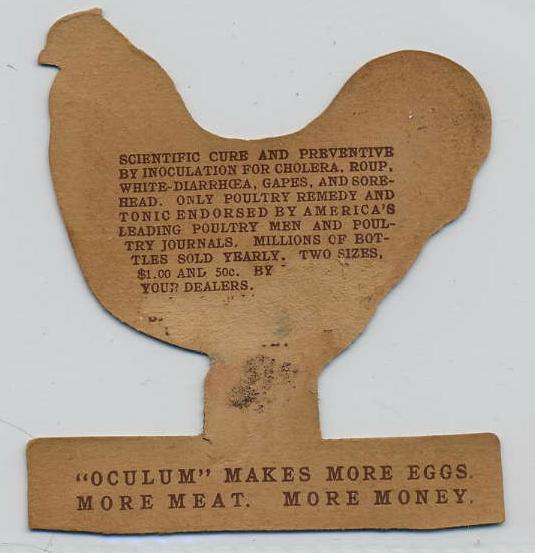 SCIENTIFIC CURE AND PREVENTIVE
BY INOCULATION FOR CHOLERA, ROUP,
WHITE-DIARRHŒA, GAPES, AND SORE-
HEAD. ONLY POULTRY REMEDY AND
TONIC ENDORSED BY AMERICA'S
LEADING POULTRY MEN AND POUL-
TRY JOURNALS. MILLIONS OF BOT-
TLES SOLD YEARLY. TWO SIZES,
$1.00 AND 50c. BY
YOUR DEALERS.
"OCULUM" MAKES MORE EGGS.
MORE MEAT. MORE MONEY.